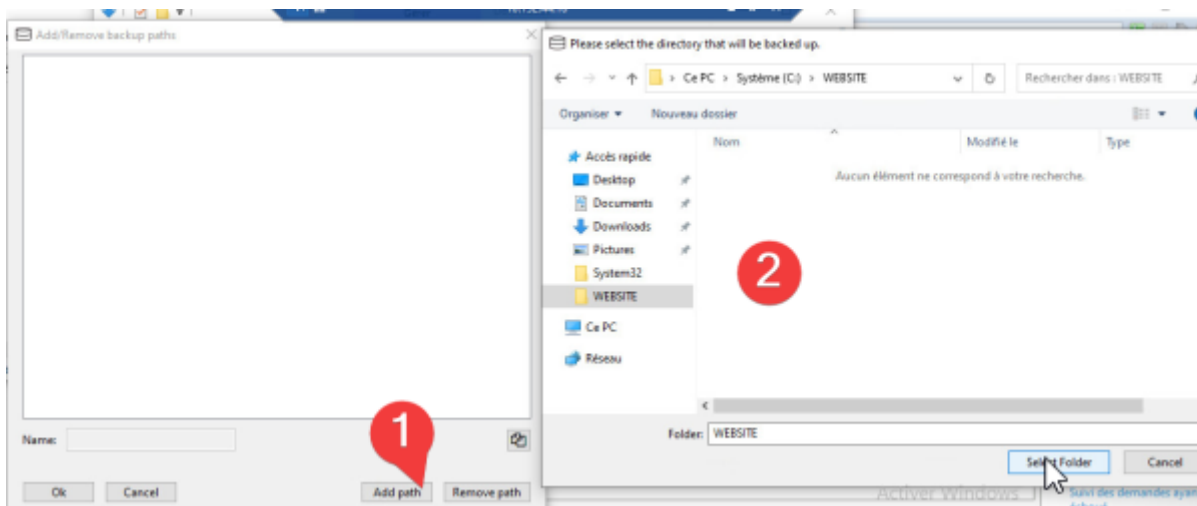 Add/Remove backup paths
Please select the directory that will be backed up.
Ce PC > Système (C:) > WEBSITE
Rechercher dans : WEBSITE
Organiser
Nouveau dossier
Nom
Modifié le
Type
Aucun élément ne correspond à votre recherche.
Accès rapide
Desktop
Documents
Downloads
Pictures
System32
WEBSITE
Ce PC
Réseau
2
1
Name:
Folder: WEBSITE
Select Folder
Cancel
Ok
Cancel
Add path
Remove path
Activer Windows
Suivi des demandes ayan